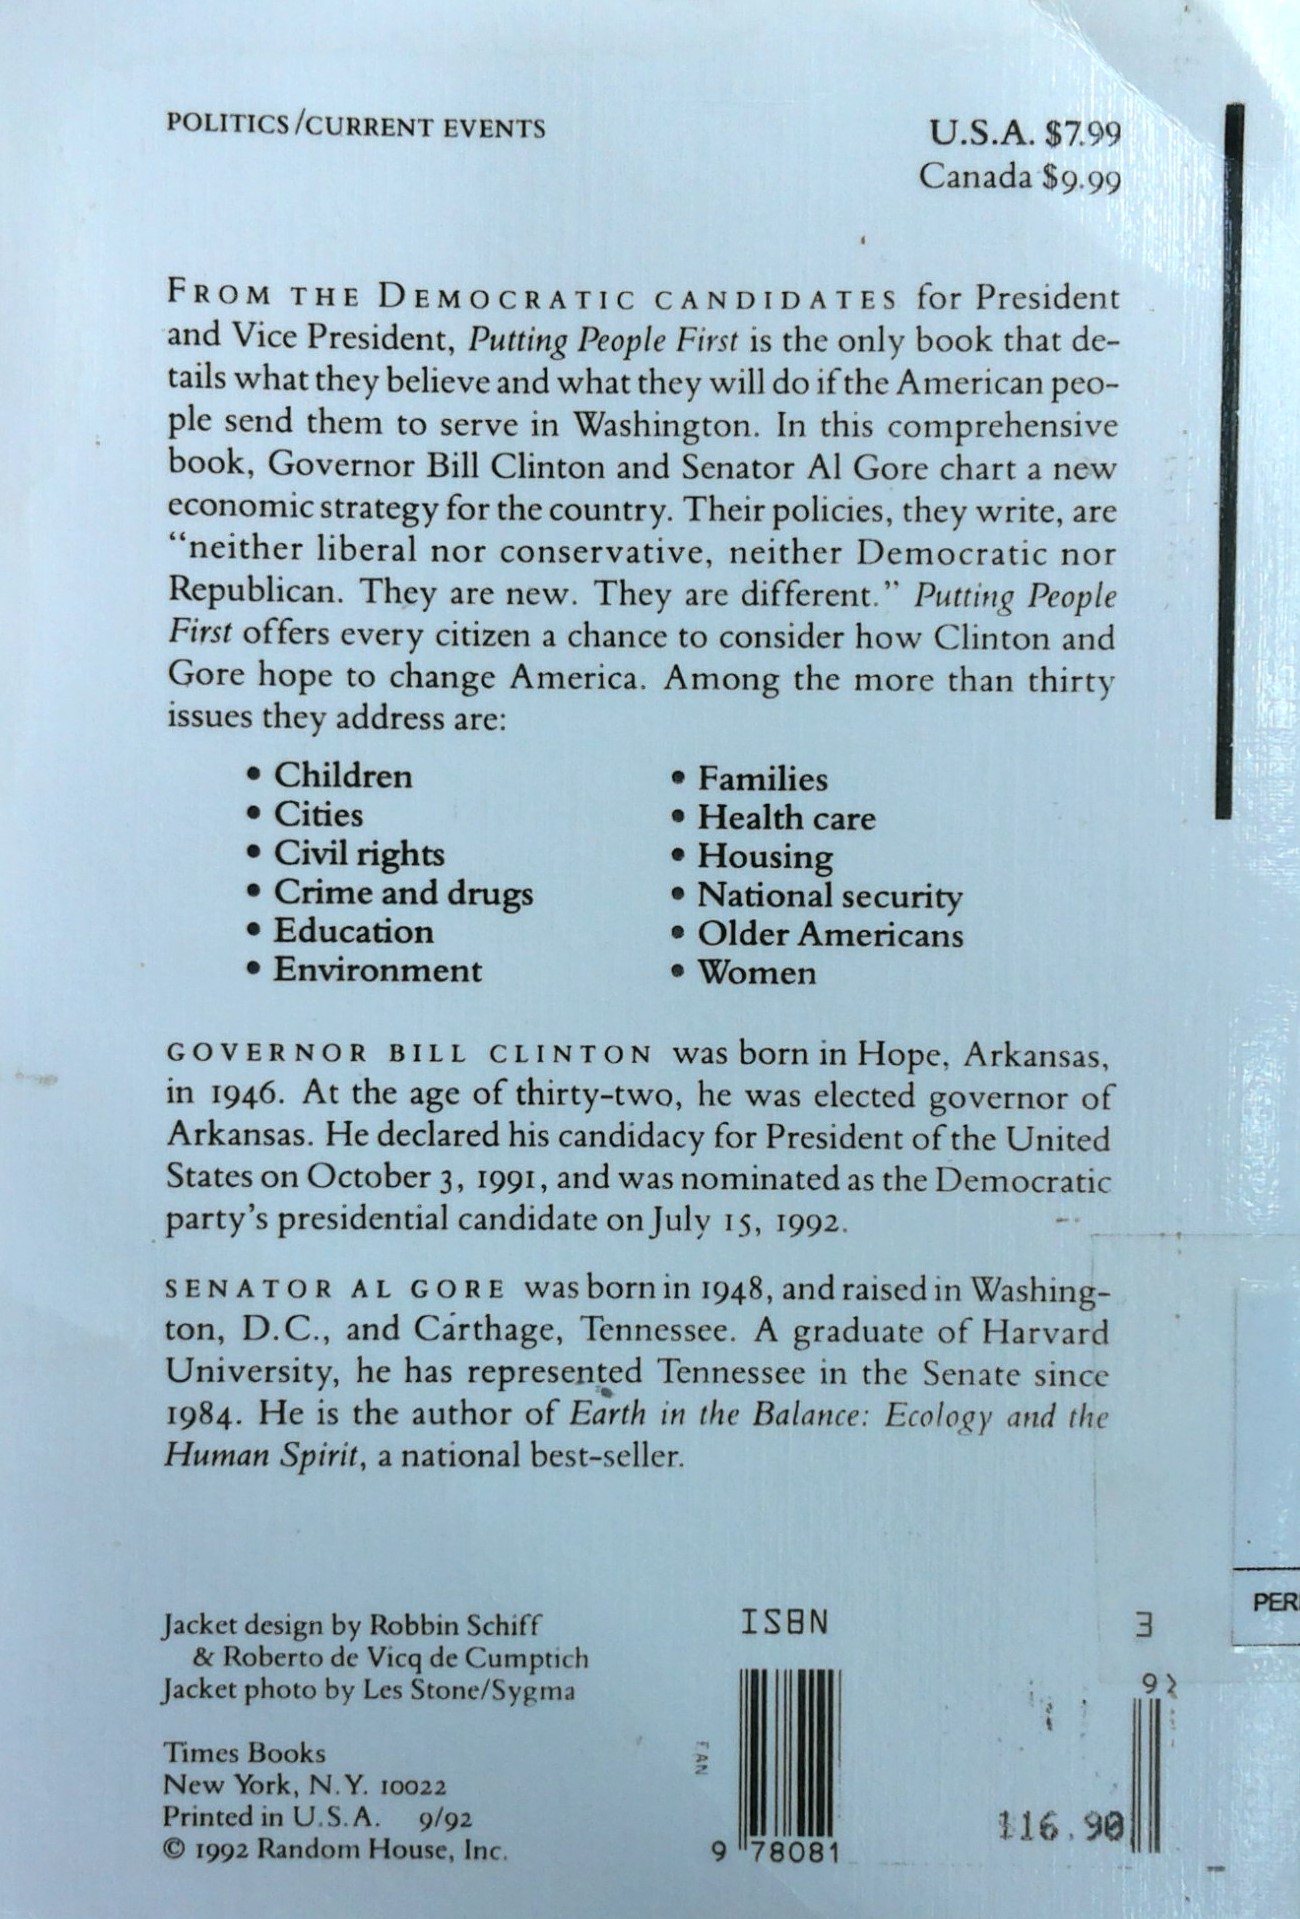 POLITICS/CURRENT EVENTS
U.S.A. $7.99
Canada $9.99
FROM THE DEMOCRATIC CANDIDATES for President
and Vice President, Putting People First is the only book that de-
tails what they believe and what they will do if the American peo-
ple send them to serve in Washington. In this comprehensive
book, Governor Bill Clinton and Senator Al Gore chart a new
economic strategy for the country. Their policies, they write, are
“neither liberal nor conservative, neither Democratic nor
Republican. They are new. They are different.” Putting People
First offers every citizen a chance to consider how Clinton and
Gore hope to change America. Among the more than thirty
issues they address are:
• Children
• Cities
• Civil rights
• Crime and drugs
• Education
• Environment
• Families
• Health care
• Housing
• National security
• Older Americans
• Women
GOVERNOR BILL CLINTON was born in Hope, Arkansas,
in 1946. At the age of thirty-two, he was elected governor of
Arkansas. He declared his candidacy for President of the United
States on October 3, 1991, and was nominated as the Democratic
party’s presidential candidate on July 15, 1992.
SENATOR AL GORE was born in 1948, and raised in Washing-
ton, D.C., and Carthage, Tennessee. A graduate of Harvard
University, he has represented Tennessee in the Senate since
1984. He is the author of Earth in the Balance: Ecology and the
Human Spirit, a national best-seller.
Jacket design by Robbin Schiff
& Roberto de Vicq de Cumptich
Jacket photo by Les Stone/Sygma
Times Books
New York, N.Y. 10022
Printed in U.S.A. 9/92
© 1992 Random House, Inc.
ISBN
3
EAN
9 78081
$16.90
PER